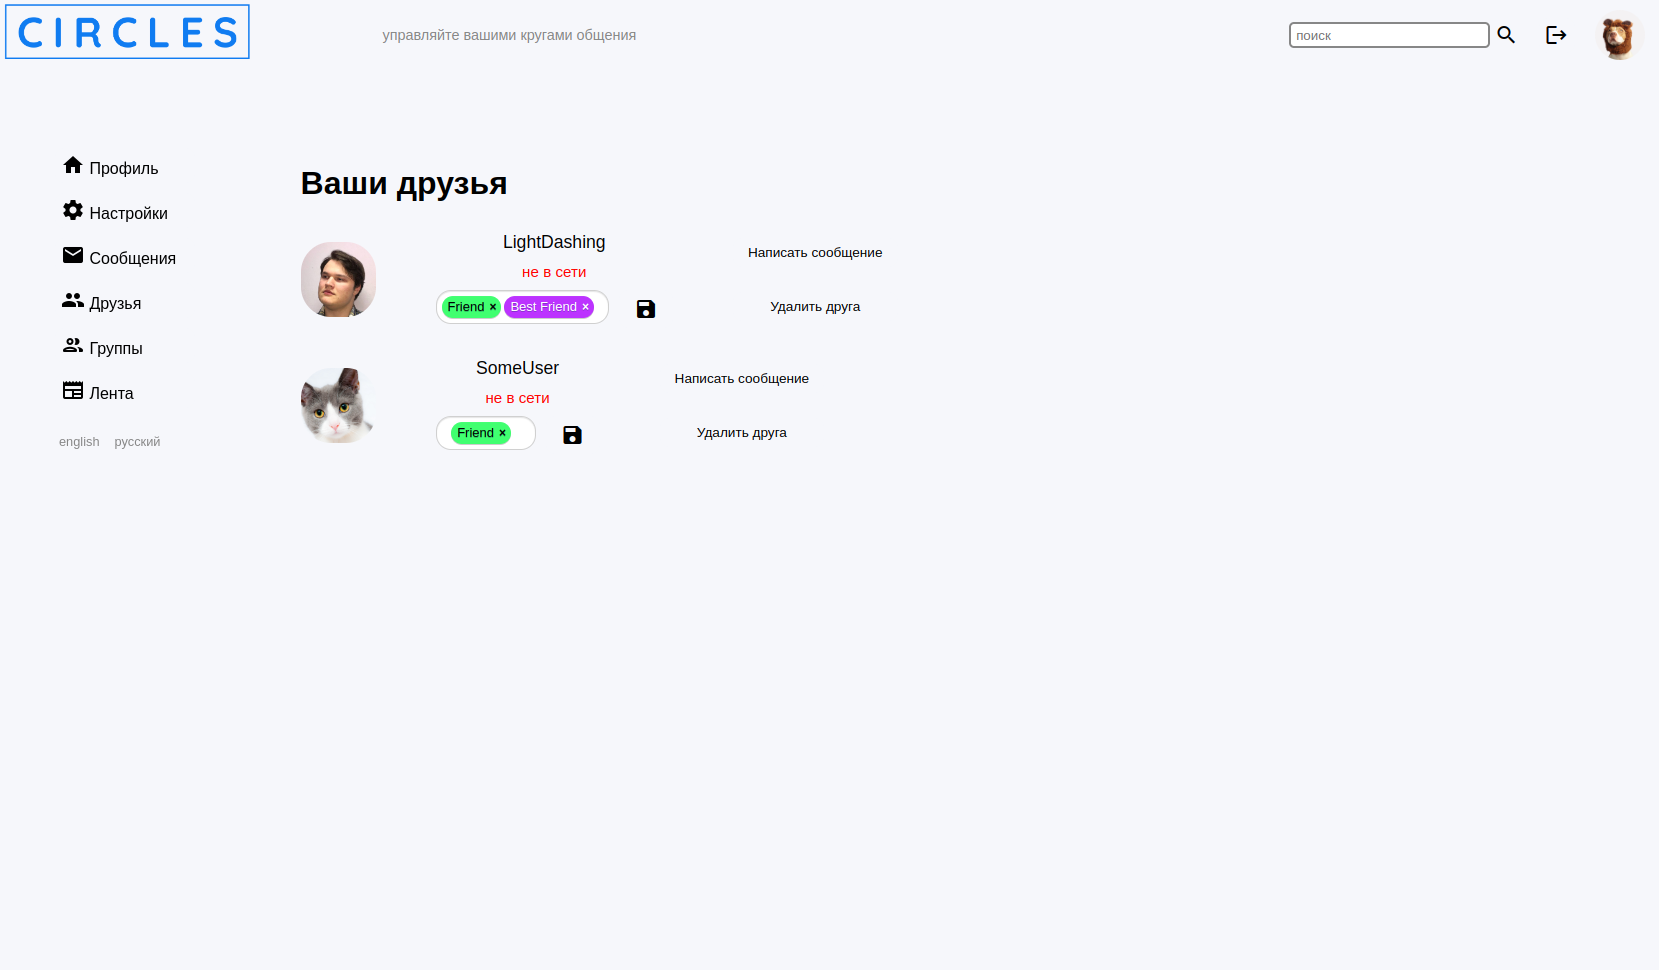 CIRCLES
управляйте вашими кругами общения
поиск
Профиль
Настройки
Сообщения
Друзья
Группы
Лента
english русский
Ваши друзья
LightDashing
не в сети
Friend × Best Friend ×
Написать сообщение
Удалить друга
SomeUser
не в сети
Friend ×
Написать сообщение
Удалить друга